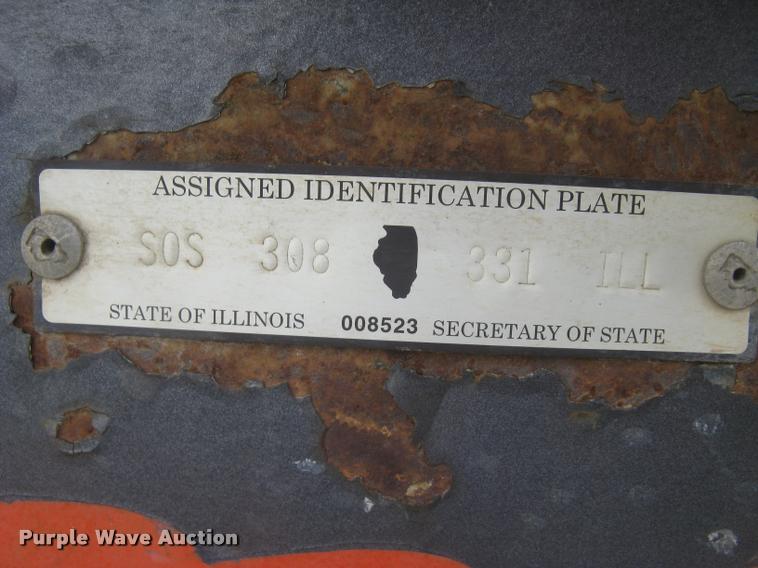 ASSIGNED IDENTIFICATION PLATE
SOS 308 331 ILL
STATE OF ILLINOIS 008523 SECRETARY OF STATE
Purple Wave Auction